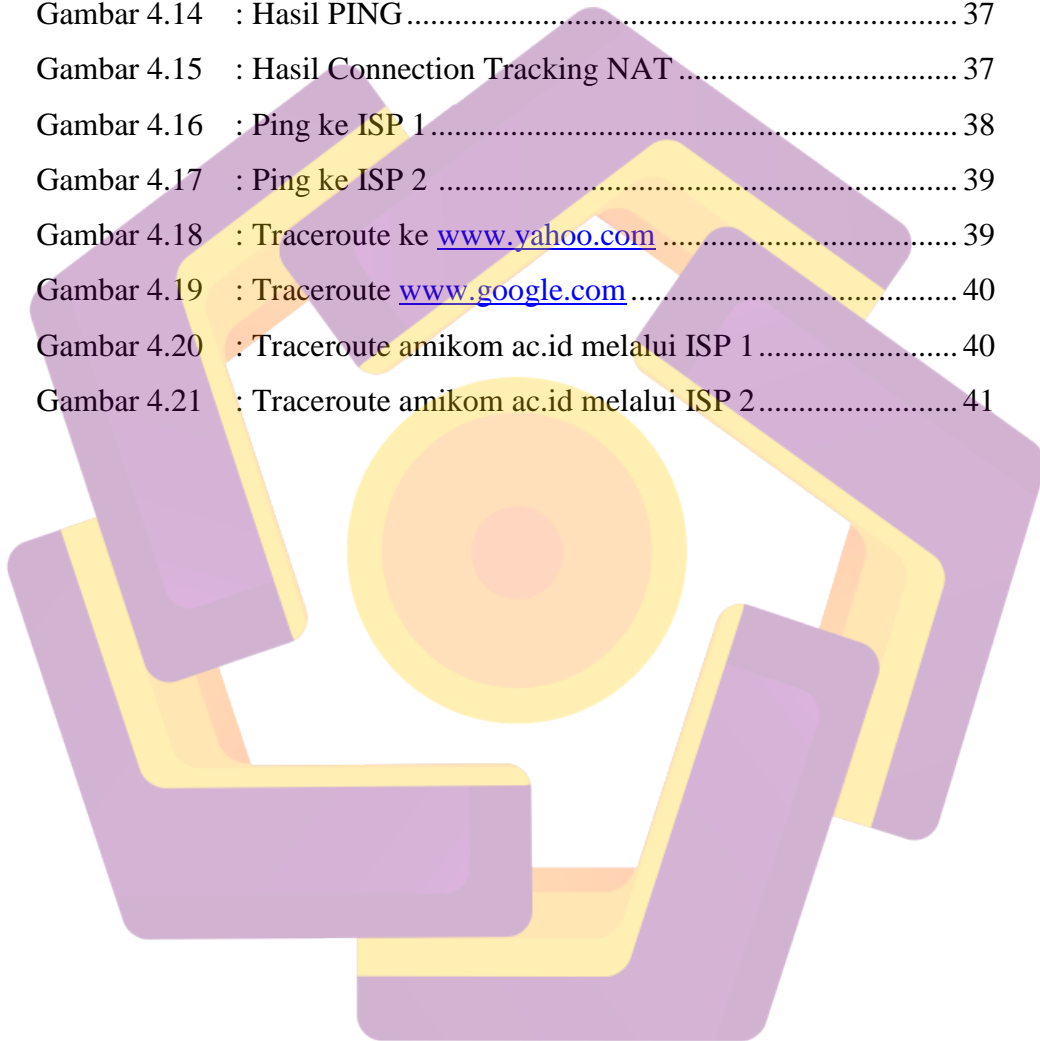 Gambar 4.14 : Hasil PING ........................................................................ 37
Gambar 4.15 : Hasil Connection Tracking NAT .................................... 37
Gambar 4.16 : Ping ke ISP 1 ..................................................................... 38
Gambar 4.17 : Ping ke ISP 2 .................................................................... 39
Gambar 4.18 : Traceroute ke www.yahoo.com ...................................... 39
Gambar 4.19 : Traceroute www.google.com ........................................... 40
Gambar 4.20 : Traceroute amikom ac.id melalui ISP 1 .......................... 40
Gambar 4.21 : Traceroute amikom ac.id melalui ISP 2 .......................... 41